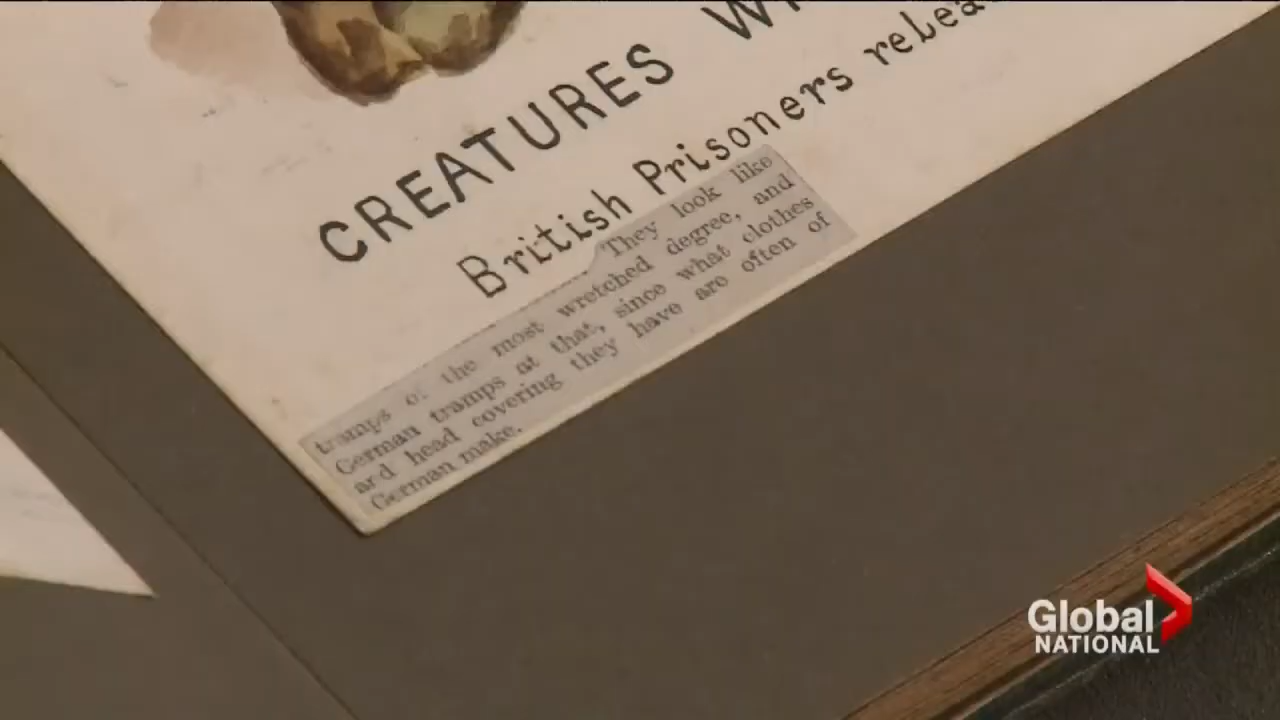 CREATURES
British Prisoners
They look like
tramps of the most wretched degree, and
German tramps at that, since what clothes
and head covering they have are often of
German make.
Global
NATIONAL